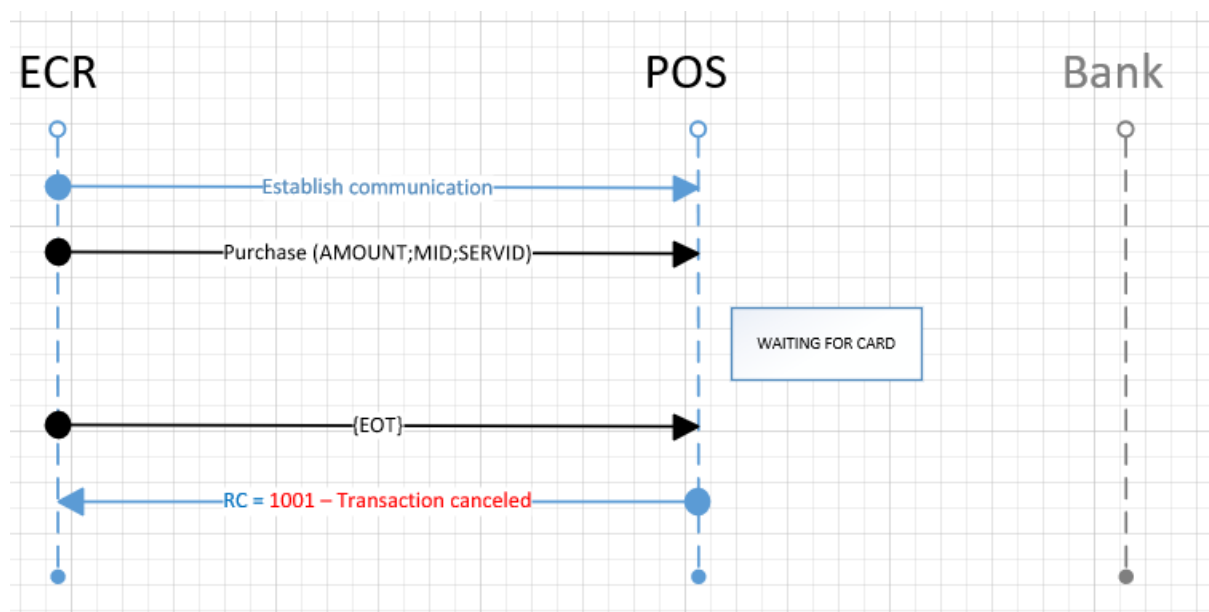 ECR POS Bank
Establish communication
Purchase (AMOUNT;MID;SERVID)
WAITING FOR CARD
{EOT}
RC = 1001 – Transaction canceled